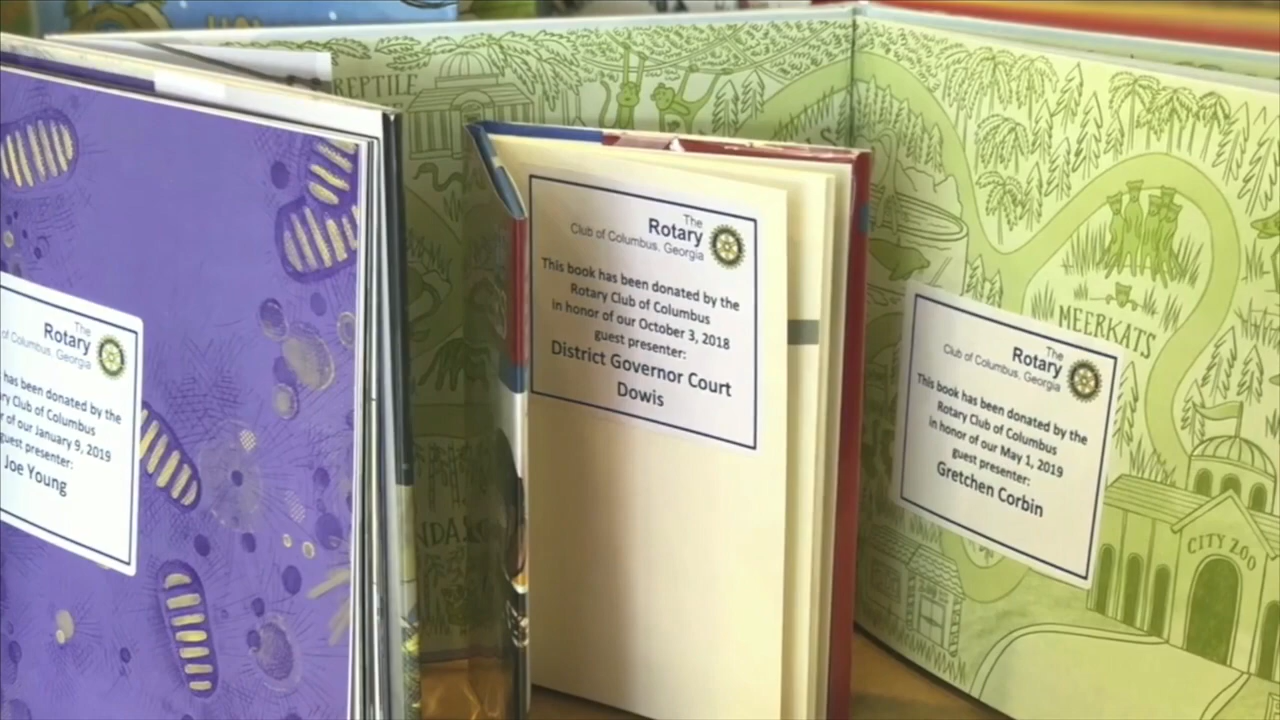 The
Rotary
of Columbus, Georgia
has been donated by the
ry Club of Columbus
r of our January 9, 2019
guest presenter:
Joe Young
The
Rotary
Club of Columbus, Georgia
This book has been donated by the
Rotary Club of Columbus
in honor of our October 3, 2018
guest presenter:
District Governor Court
Dowis
The
Rotary
Club of Columbus, Georgia
This book has been donated by the
Rotary Club of Columbus
in honor of our May 1, 2019
guest presenter:
Gretchen Corbin
REPTILE
MEERKATS
CITY ZOO